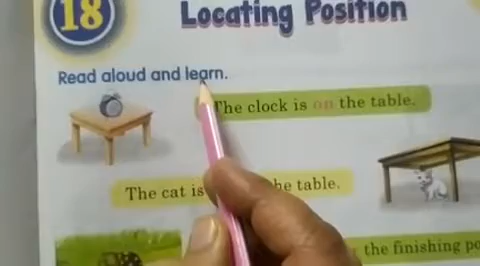 18
Locating Position
Read aloud and learn.
The clock is on the table.
The cat is he table.
the finishing po